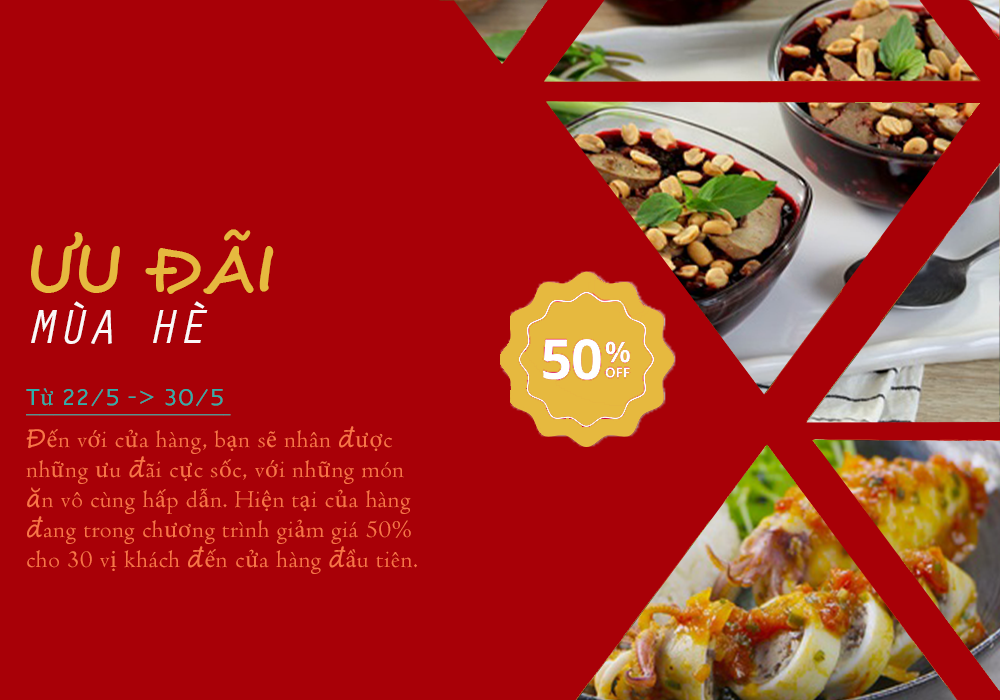 ƯU ĐÃI
MÙA HÈ
Từ 22/5 -> 30/5
Đến với cửa hàng, bạn sẽ nhân được
những ưu đãi cực sốc, với những món
ăn vô cùng hấp dẫn. Hiện tại cửa hàng
đang trong chương trình giảm giá 50%
cho 30 vị khách đến cửa hàng đầu tiên.
50%
OFF